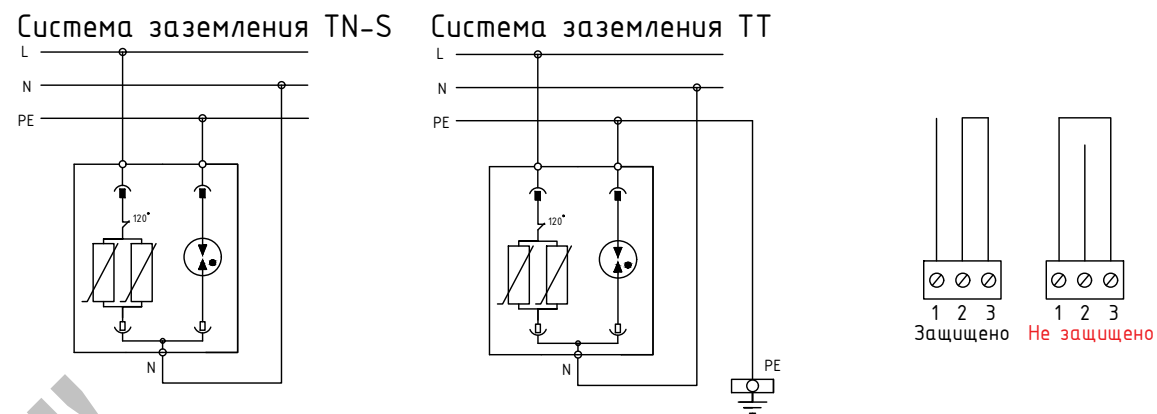 Система заземления TN-S
L
N
PE
120°
N
Система заземления TT
L
N
PE
120°
N
PE
1 2 3
Защищено
1 2 3
Не защищено